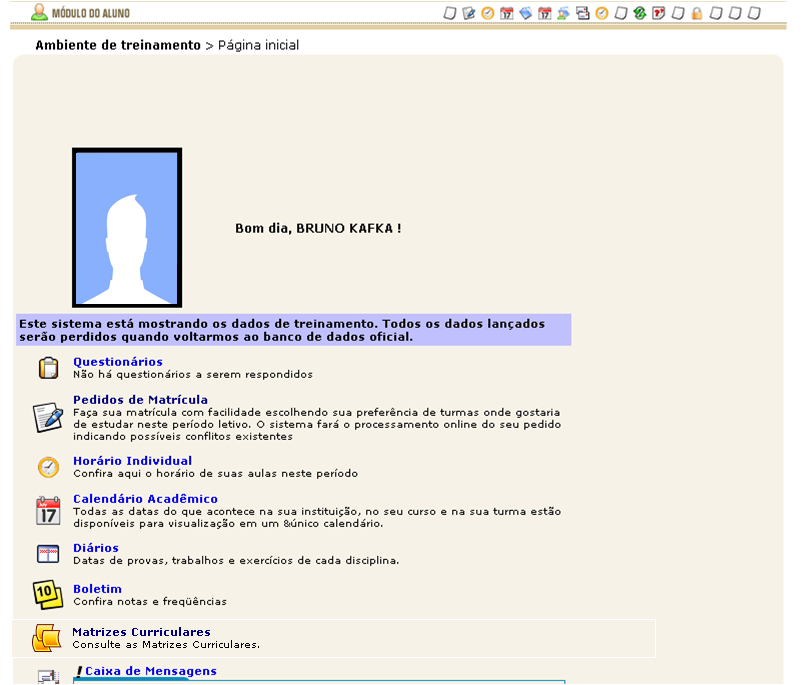 MÓDULO DO ALUNO
Ambiente de treinamento > Página inicial
Bom dia, BRUNO KAFKA !
Este sistema está mostrando os dados de treinamento. Todos os dados lançados
serão perdidos quando voltarmos ao banco de dados oficial.
Questionários
Não há questionários a serem respondidos
Pedidos de Matrícula
Faça sua matrícula com facilidade escolhendo sua preferência de turmas onde gostaria
de estudar neste período letivo. O sistema fará o processamento online do seu pedido
indicando possíveis conflitos existentes
Horário Individual
Confira aqui o horário de suas aulas neste período
17
Calendário Acadêmico
Todas as datas do que acontece na sua instituição, no seu curso e na sua turma estão
disponíveis para visualização em um &único calendário.
Diários
Datas de provas, trabalhos e exercícios de cada disciplina.
10
Boletim
Confira notas e freqüências
Matrizes Curriculares
Consulte as Matrizes Curriculares.
! Caixa de Mensagens